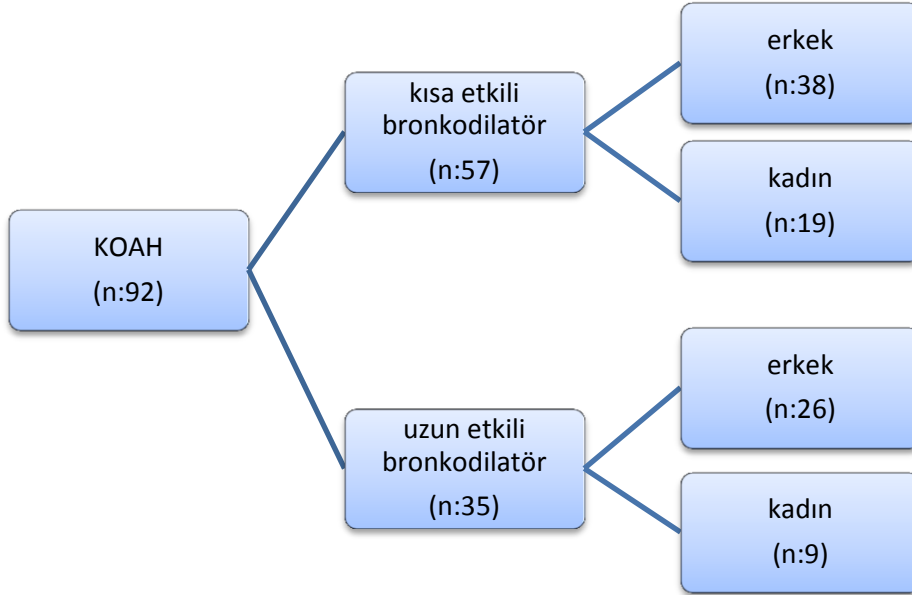 KOAH
(n:92)
kısa etkili
bronkodilatör
(n:57)
erkek
(n:38)
kadın
(n:19)
uzun etkili
bronkodilatör
(n:35)
erkek
(n:26)
kadın
(n:9)